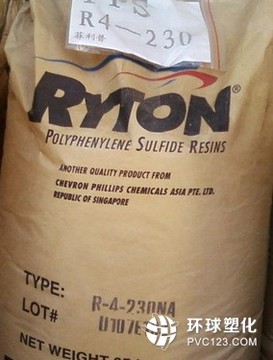 PPS
R4-230
菲利普
RYTON®
POLYPHENYLENE SULFIDE RESINS
ANOTHER QUALITY PRODUCT FROM
CHEVRON PHILLIPS CHEMICALS ASIA PTE. LTD.
REPUBLIC OF SINGAPORE
TYPE: R-4-230NA
LOT#
NET WEIGHT
环球塑化
PVC123.COM